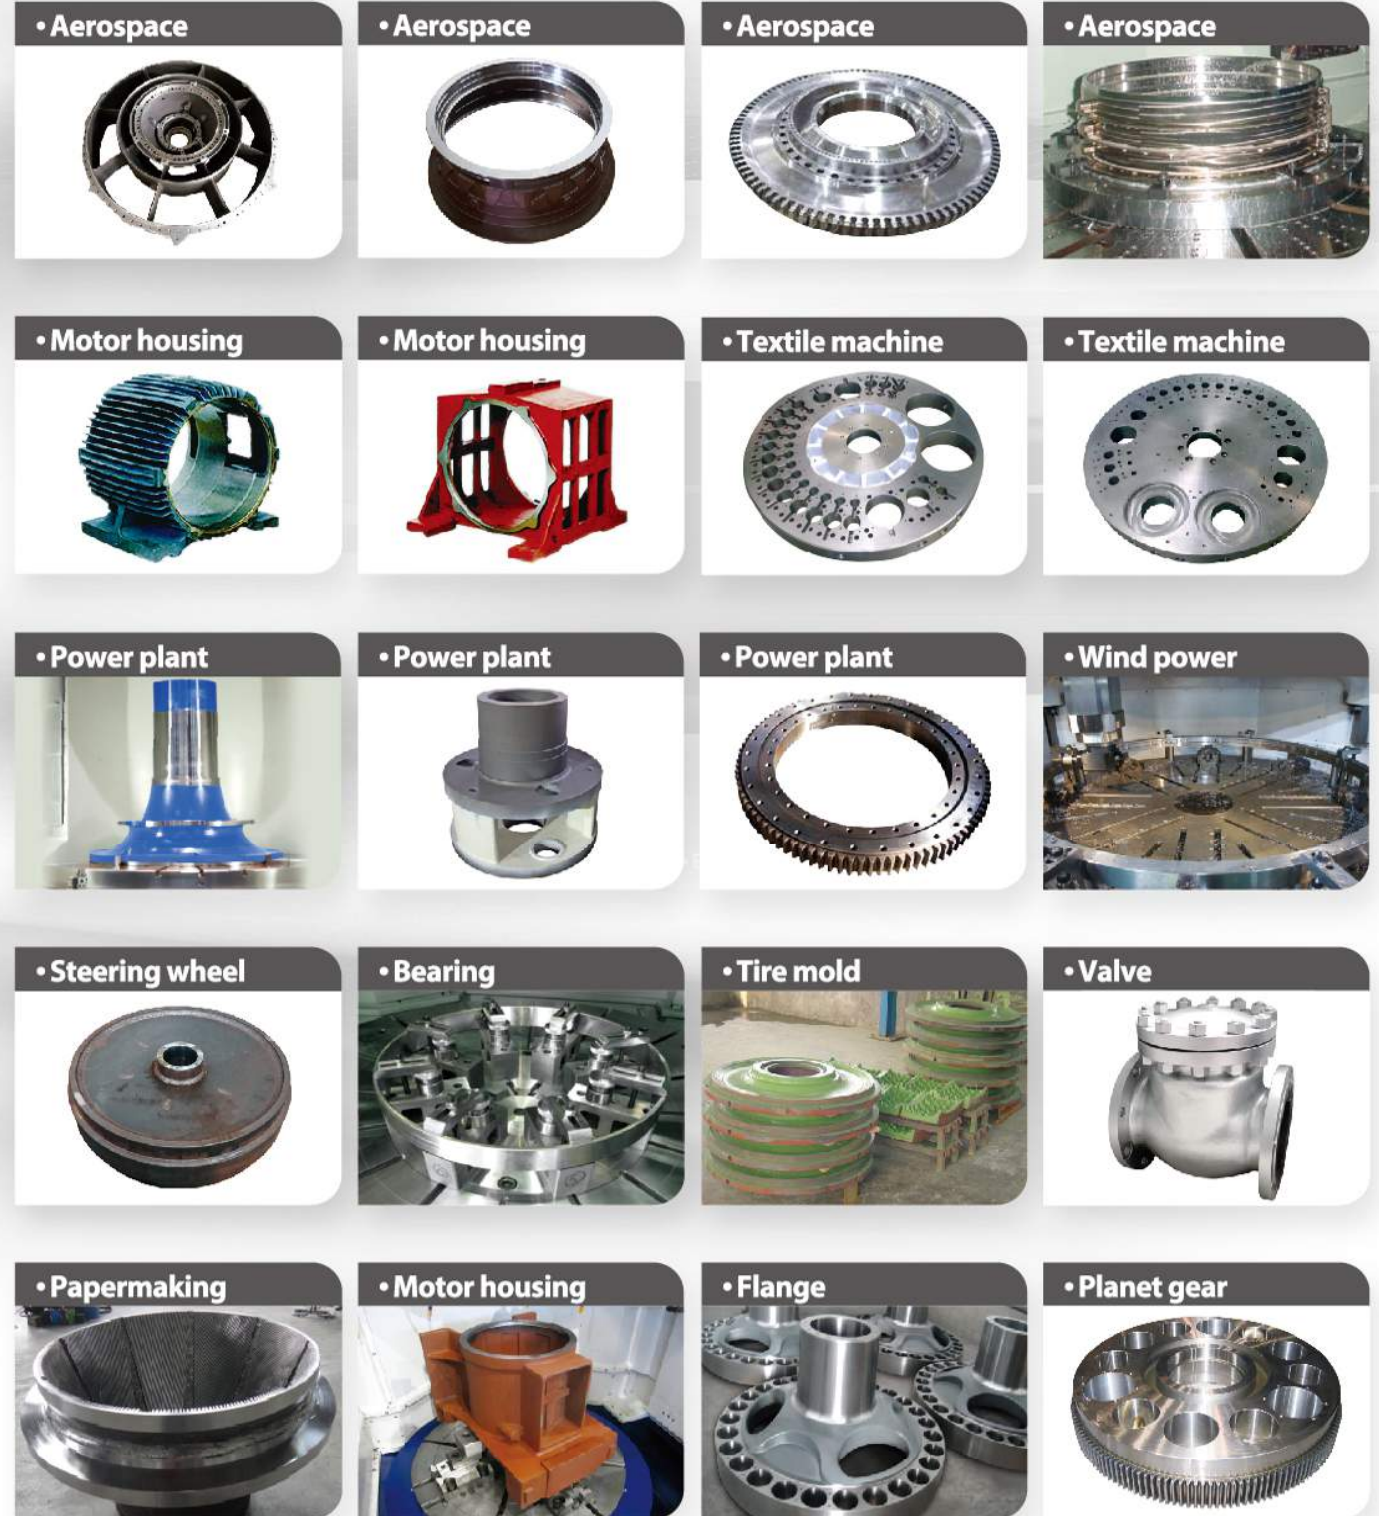 • Aerospace
• Aerospace
• Aerospace
• Aerospace
• Motor housing
• Motor housing
• Textile machine
• Textile machine
• Power plant
• Power plant
• Power plant
• Wind power
• Steering wheel
• Bearing
• Tire mold
• Valve
• Papermaking
• Motor housing
• Flange
• Planet gear